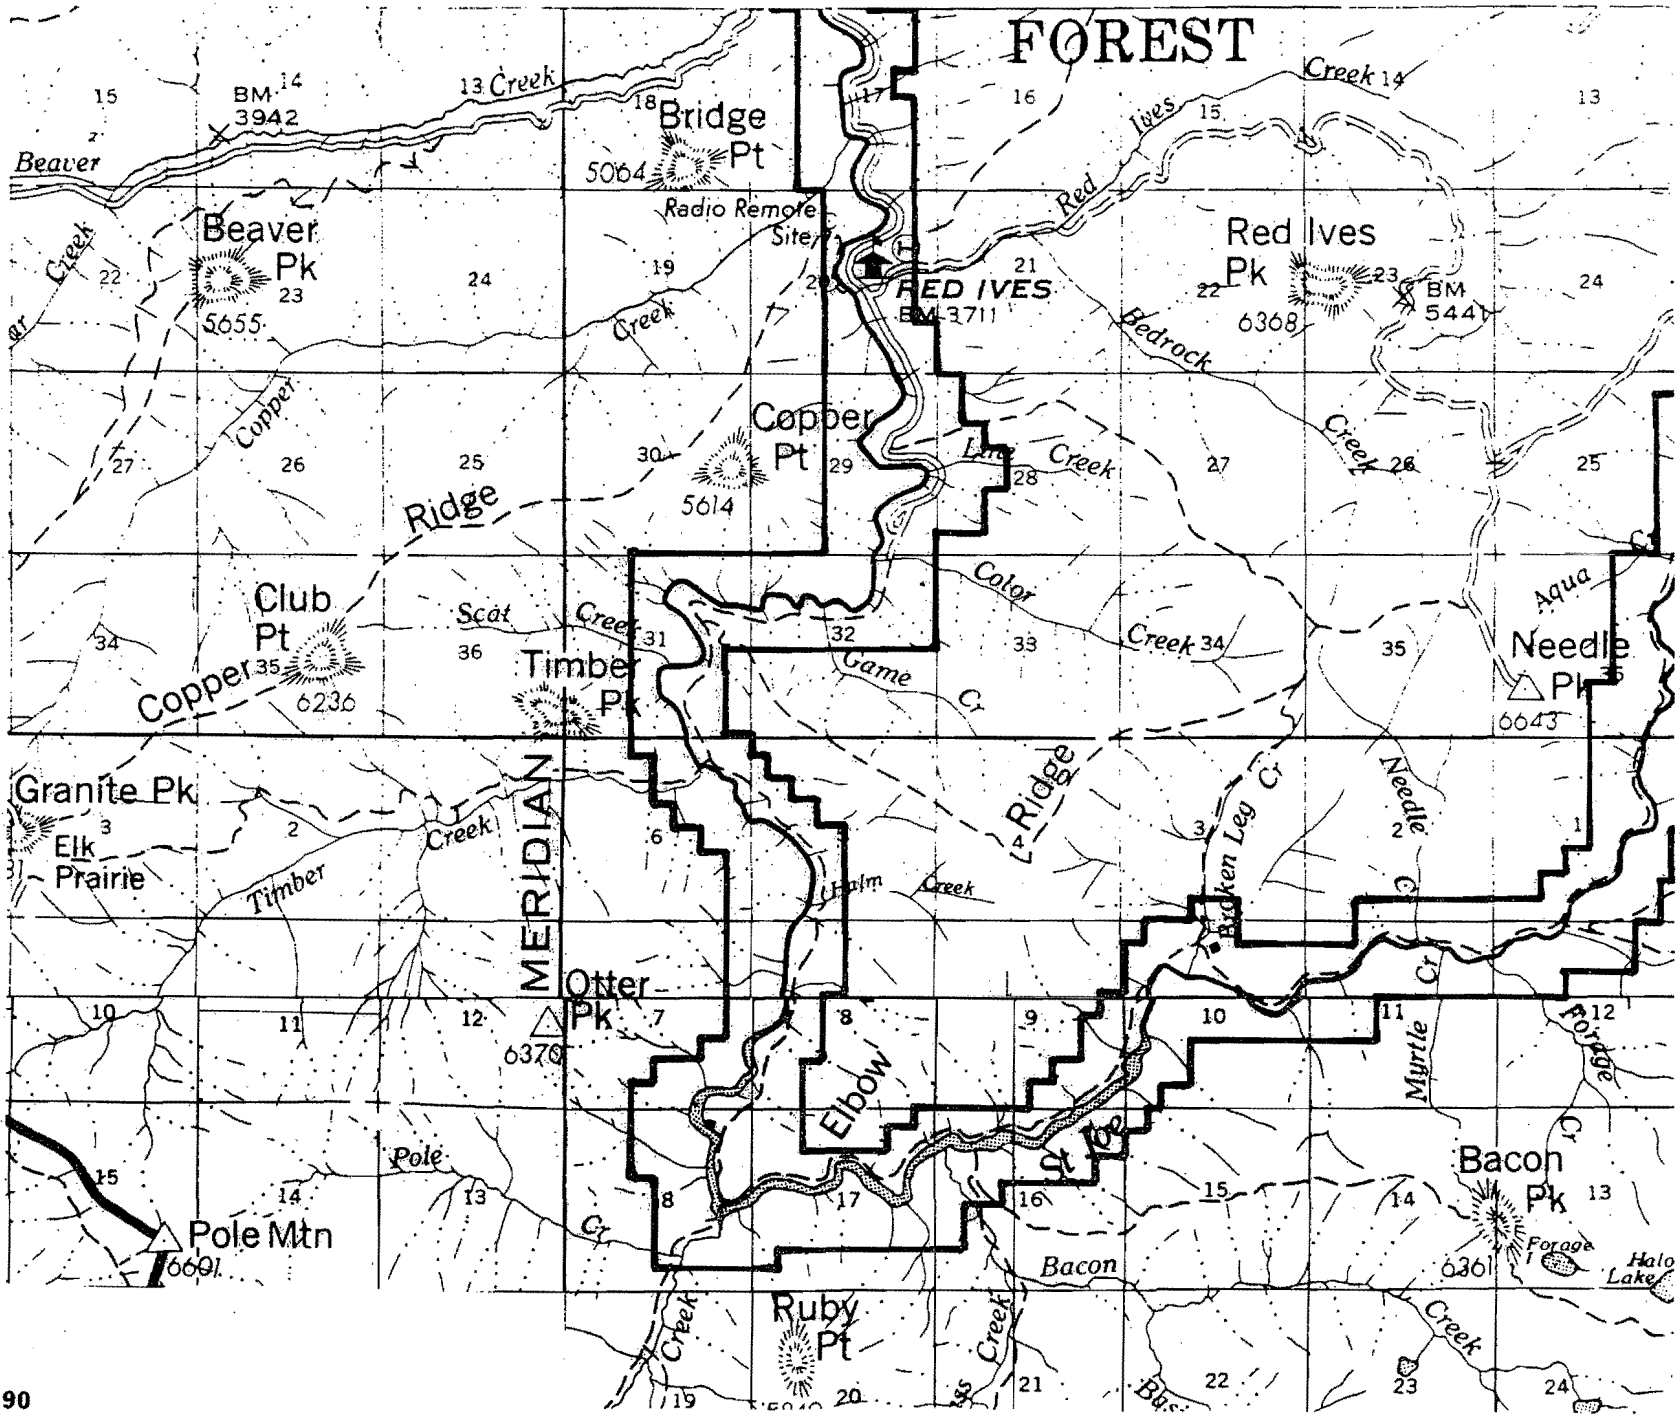 FOREST
15
BM
3942
14
13
Creek
18
Bridge
Pt
5064
17
16
Ives
15
Creek
14
13
Beaver
Creek
Beaver
Pk
5655
22
23
24
19
Radio Remote
Site
Creek
Copper
21
RED IVES
BM 3711
Red
Red Ives
Pk
6368
22
23
BM
5441
24
Bedrock
Creek
27
26
25
30
Copper
Pt
5614
29
Line
Creek
28
27
26
25
Ridge
Club
Pt
6236
34
35
Copper
Scat
Creek
36
31
Timber
Pk
32
Color
Creek
33
34
35
Game
Cr
Aqua
Needle
Pk
6643
Granite Pk
3
Elk
Prairie
2
Creek
Timber
MERIDIAN
6
Halm
Creek
Ridge
4
3
Broken Leg
Cr
Needle
Cr
2
1
10
11
12
Otter
Pk
6370
7
8
9
10
11
12
Elbow
Myrtle
Cr
Forage
Cr
St Joe
15
Pole Mtn
6601
14
Pole
13
Cr
8
17
16
15
14
Bacon
Pk
6361
13
Forage
L
Halo
Lake
Bacon
Creek
Ruby
Pt
Creek
Creek
19
20
21
22
23
24
90